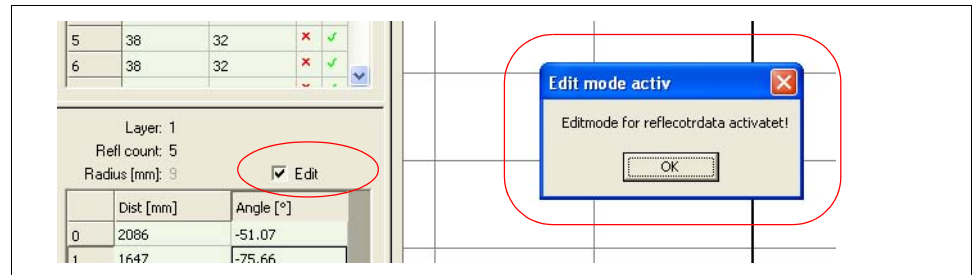 5 38 32
6 38 32
Layer: 1
Refl count: 5
Radius [mm]: 9
Edit
Dist [mm] Angle [°]
0 2086 -51.07
1 1647 -75.66
Edit mode activ
Editmode for reflecotrdata activatet!
OK